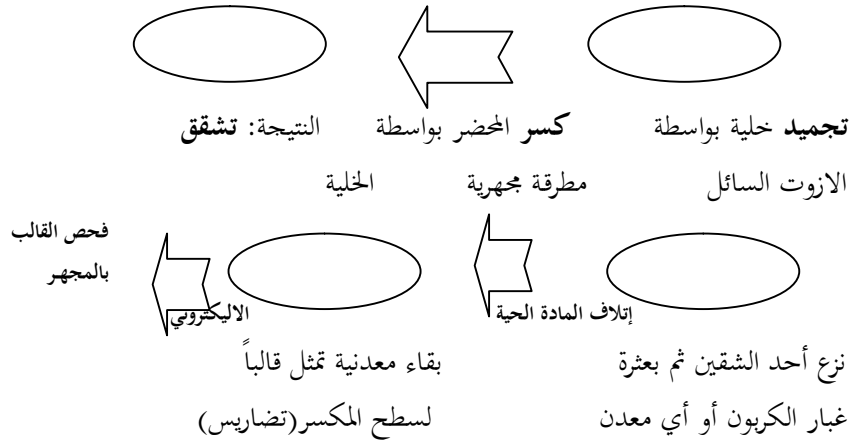 تجميد خلية بواسطة كسر المحضر بواسطة النتيجة: تشقق
الازوت السائل مطرقة مجهرية الخلية
فحص القالب
بالمجهر
إتلاف المادة الحية الاليكتروني
نزع أحد الشقين ثم بعثرة بقاء معدنية تمثل قالباً
غبار الكربون أو أي معدن لسطح المكسر(تضاريس)